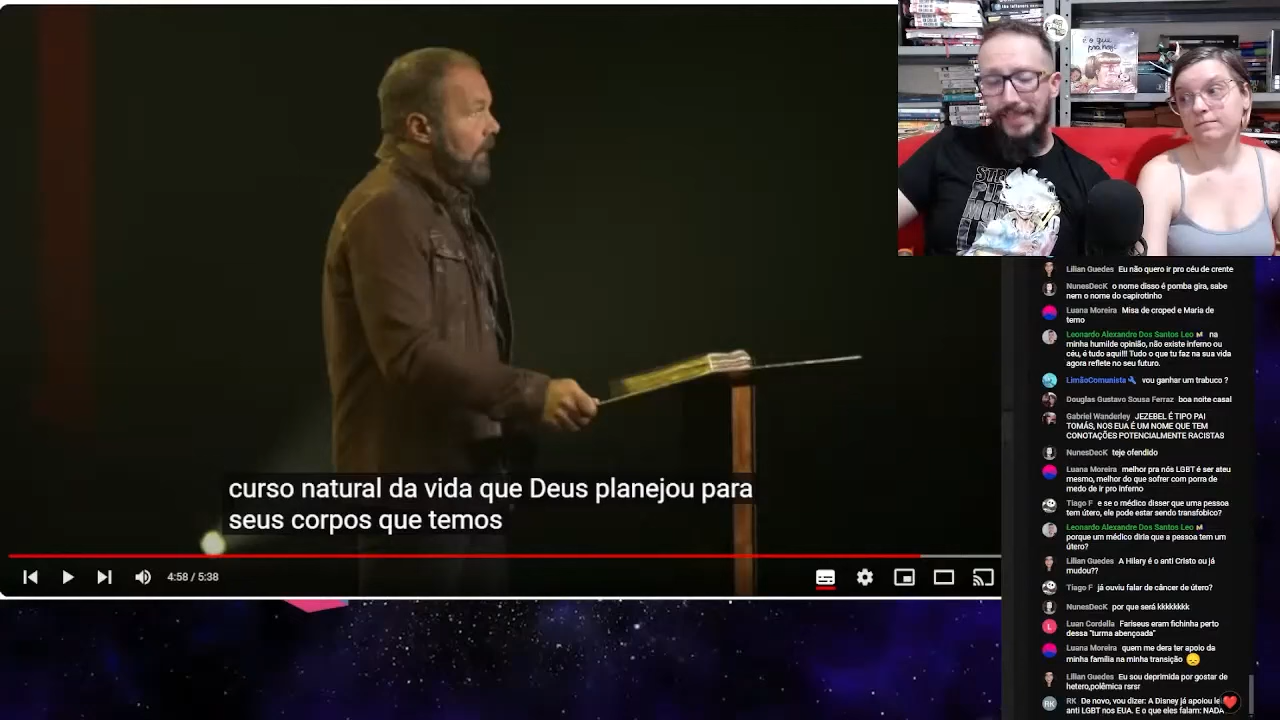 curso natural da vida que Deus planejou para
seus corpos que temos
4:58 / 5:38
é o que
pra hoje
Lilian Guedes Eu não quero ir pro céu de crente
NunesDecK o nome disso é pomba gira, sabe
nem o nome do capirotinho
Luana Moreira Misa de croped e Maria de
terno
Leonardo Alexandre Dos Santos Leo na
minha humilde opinião, não existe inferno ou
céu, é tudo aqui!!! Tudo o que tu faz na sua vida
agora reflete no seu futuro.
LimãoComunista vou ganhar um trabuco ?
Douglas Gustavo Sousa Ferraz boa noite casal
Gabriel Wanderley JEZEBEL É TIPO PAI
TOMÁS, NOS EUA É UM NOME QUE TEM
CONOTAÇÕES POTENCIALMENTE RACISTAS
NunesDecK teje ofendido
Luana Moreira melhor pra nós LGBT é ser ateu
mesmo, melhor do que sofrer com porra de
medo de ir pro inferno
Tiago F e se o médico disser que uma pessoa
tem útero, ele pode estar sendo transfobico?
Leonardo Alexandre Dos Santos Leo
porque um médico diria que a pessoa tem um
útero?
Lilian Guedes A Hilary é o anti Cristo ou já
mudou??
Tiago F já ouviu falar de câncer de útero?
NunesDecK por que será kkkkkkkk
Luan Cordella Fariseus eram fichinha perto
dessa "turma abençoada"
Luana Moreira quem me dera ter apoio da
minha família na minha transição 😞
Lilian Guedes Eu sou deprimida por gostar de
hetero,polêmica rsrsr
RK De novo, vou dizer: A Disney já apoiou le
anti LGBT nos EUA. E o que eles falam: NADA